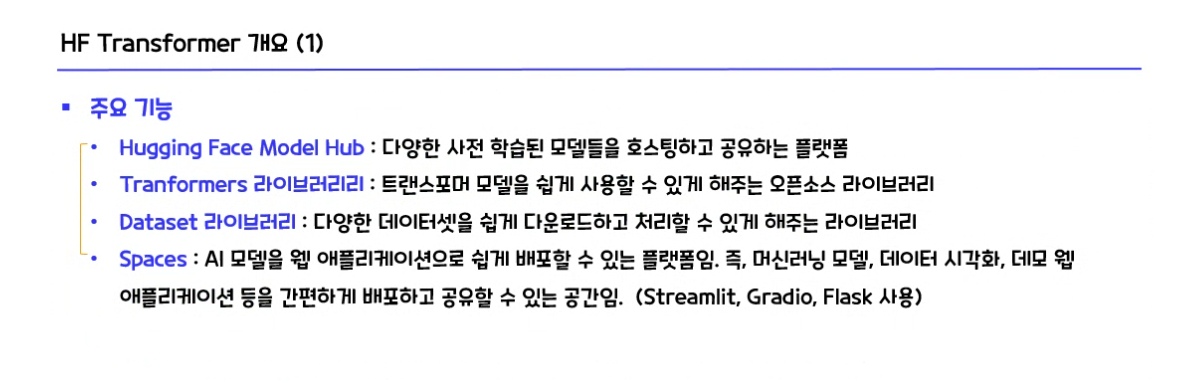 HF Transformer 개요 (1)
▪ 주요 기능
• Hugging Face Model Hub : 다양한 사전 학습된 모델들을 호스팅하고 공유하는 플랫폼
• Tranformers 라이브러리리 : 트랜스포머 모델을 쉽게 사용할 수 있게 해주는 오픈소스 라이브러리
• Dataset 라이브러리 : 다양한 데이터셋을 쉽게 다운로드하고 처리할 수 있게 해주는 라이브러리
• Spaces : AI 모델을 웹 애플리케이션으로 쉽게 배포할 수 있는 플랫폼임. 즉, 머신러닝 모델, 데이터 시각화, 데모 웹
애플리케이션 등을 간편하게 배포하고 공유할 수 있는 공간임. (Streamlit, Gradio, Flask 사용)